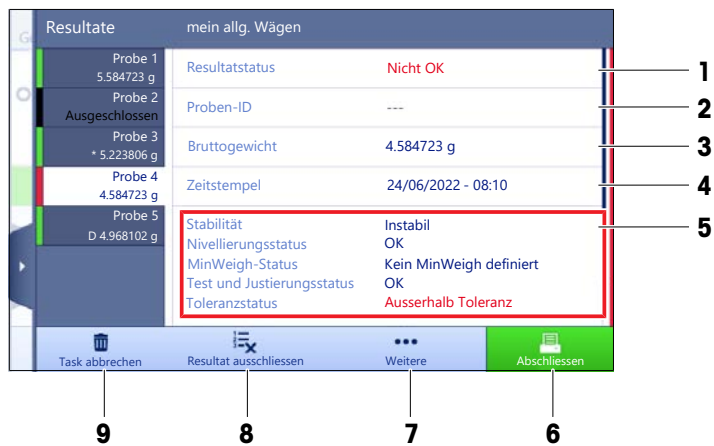 Ge
Resultate
mein allg. Wägen
Probe 1
5.584723 g
Probe 2
Ausgeschlossen
Probe 3
* 5.223806 g
Probe 4
4.584723 g
Probe 5
D 4.968102 g
Resultatstatus Nicht OK
Proben-ID ---
Bruttogewicht 4.584723 g
Zeitstempel 24/06/2022 - 08:10
Stabilität Instabil
Nivellierungsstatus OK
MinWeigh-Status Kein MinWeigh definiert
Test und Justierungsstatus OK
Toleranzstatus Ausserhalb Toleranz
Task abbrechen
Resultat ausschliessen
Weitere
Abschliessen
1
2
3
4
5
9
8
7
6